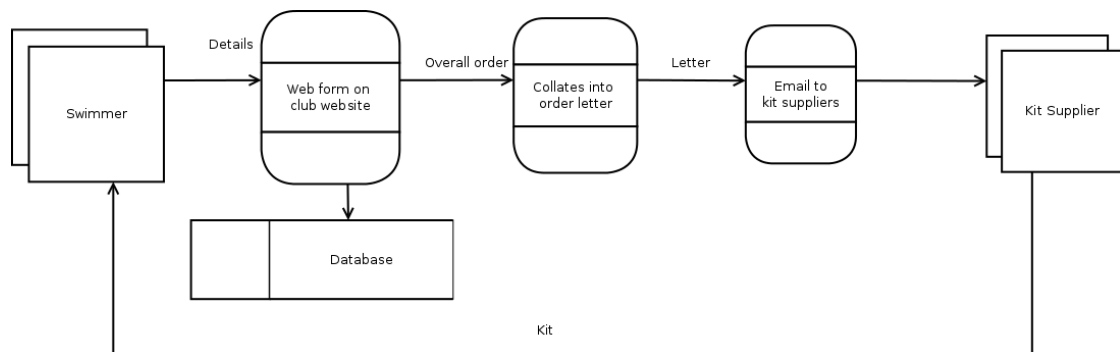 Details
Swimmer
Web form on
club website
Overall order
Collates into
order letter
Letter
Email to
kit suppliers
Kit Supplier
Database
Kit